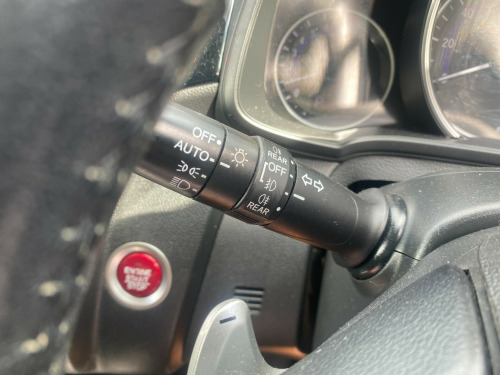 OFF
AUTO
REAR
OFF
REAR
ENGINE
START
STOP